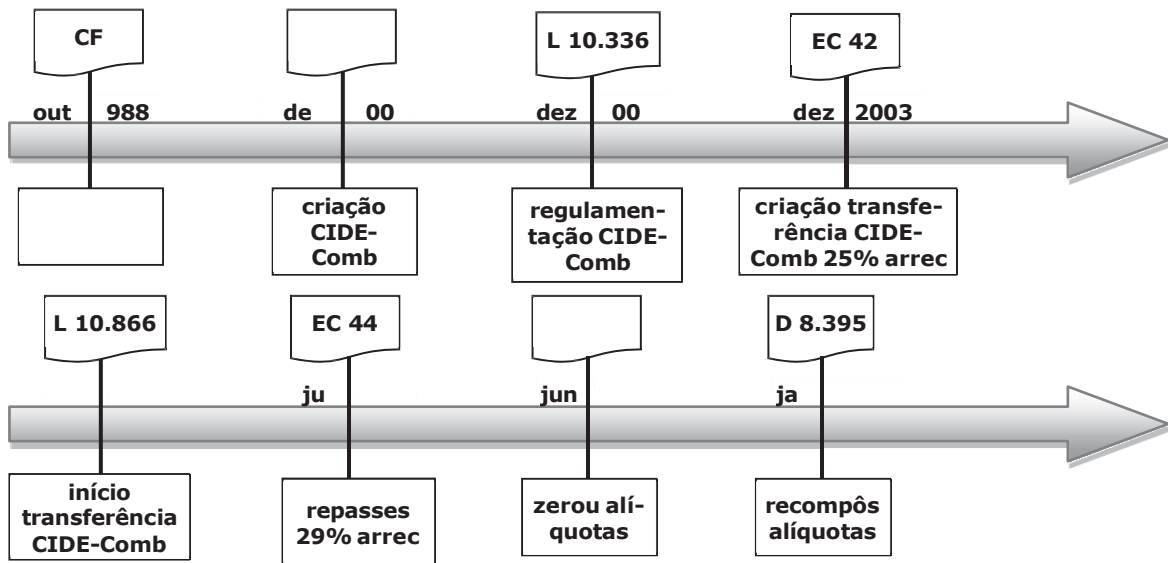 CF
L 10.336
EC 42
out 988
de 00
dez 00
dez 2003
criação
CIDE-
Comb
regulamen-
tação CIDE-
Comb
criação transfe-
rência CIDE-
Comb 25% arrec
L 10.866
EC 44
D 8.395
ju
jun
ja
início
transferência
CIDE-Comb
repasses
29% arrec
zerou alí-
quotas
recompôs
alíquotas